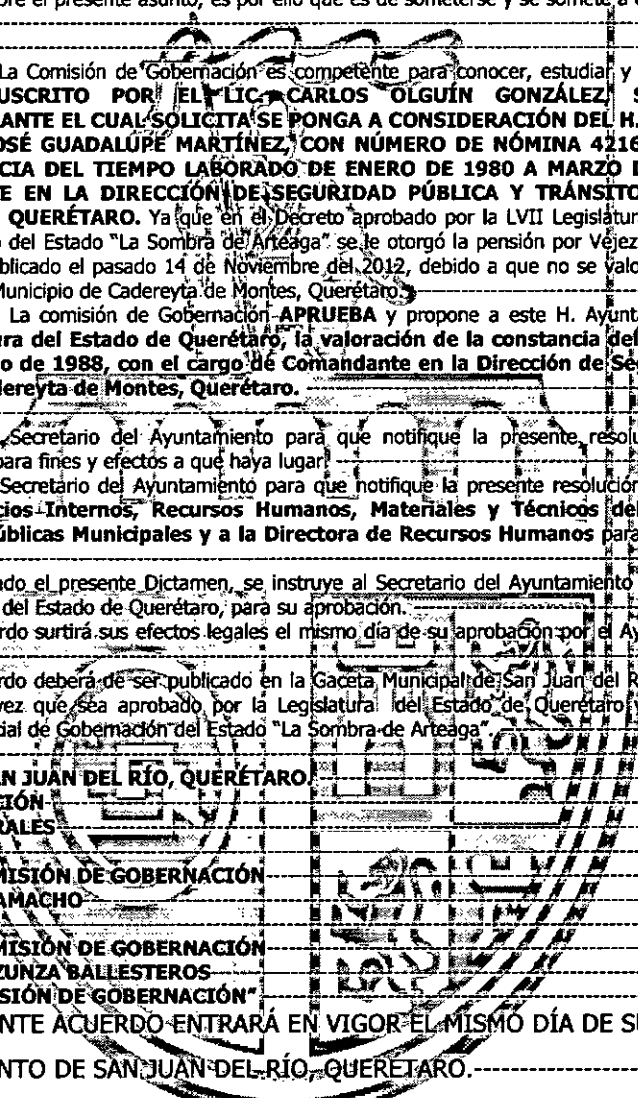 bre el presente asunto, es por ello que es de someterse y se somete a
La Comisión de Gobernación es competente para conocer, estudiar y
USCRITO POR EL LIC. CARLOS OLGUÍN GONZÁLEZ, S
ANTE EL CUAL SOLICITA SE PONGA A CONSIDERACIÓN DEL H.
OSÉ GUADALUPE MARTÍNEZ, CON NÚMERO DE NÓMINA 4216
CIA DEL TIEMPO LABORADO DE ENERO DE 1980 A MARZO D
E EN LA DIRECCIÓN DE SEGURIDAD PÚBLICA Y TRÁNSITO
QUERÉTARO. Ya que en el Decreto aprobado por la LVII Legislatur
o del Estado "La Sombra de Arteaga" se le otorgó la pensión por Vejez
ublicado el pasado 14 de Noviembre del 2012, debido a que no se valo
Municipio de Cadereyta de Montes, Querétaro.
La comisión de Gobernación APRUEBA y propone a este H. Ayunt
ura del Estado de Querétaro, la valoración de la constancia del
o de 1988, con el cargo de Comandante en la Dirección de Se
dereyta de Montes, Querétaro.
Secretario del Ayuntamiento para que notifique la presente resolu
para fines y efectos a que haya lugar.
Secretario del Ayuntamiento para que notifique la presente resolución
cios Internos, Recursos Humanos, Materiales y Técnicos del
úblicas Municipales y a la Directora de Recursos Humanos para
ado el presente Dictamen, se instruye al Secretario del Ayuntamiento
del Estado de Querétaro, para su aprobación.
rdo surtirá sus efectos legales el mismo día de su aprobación por el Ay
rdo deberá de ser publicado en la Gaceta Municipal de San Juan del R
vez que sea aprobado por la Legislatura del Estado de Querétaro y
cial de Gobernación del Estado "La Sombra de Arteaga".
AN JUAN DEL RÍO, QUERÉTARO.
CIÓN
RALES
MISIÓN DE GOBERNACIÓN
AMACHO
MISIÓN DE GOBERNACIÓN
ZUNZA BALLESTEROS
SIÓN DE GOBERNACIÓN"
NTE ACUERDO ENTRARÁ EN VIGOR EL MISMO DÍA DE S
NTO DE SAN JUAN DEL RÍO, QUERETARO.